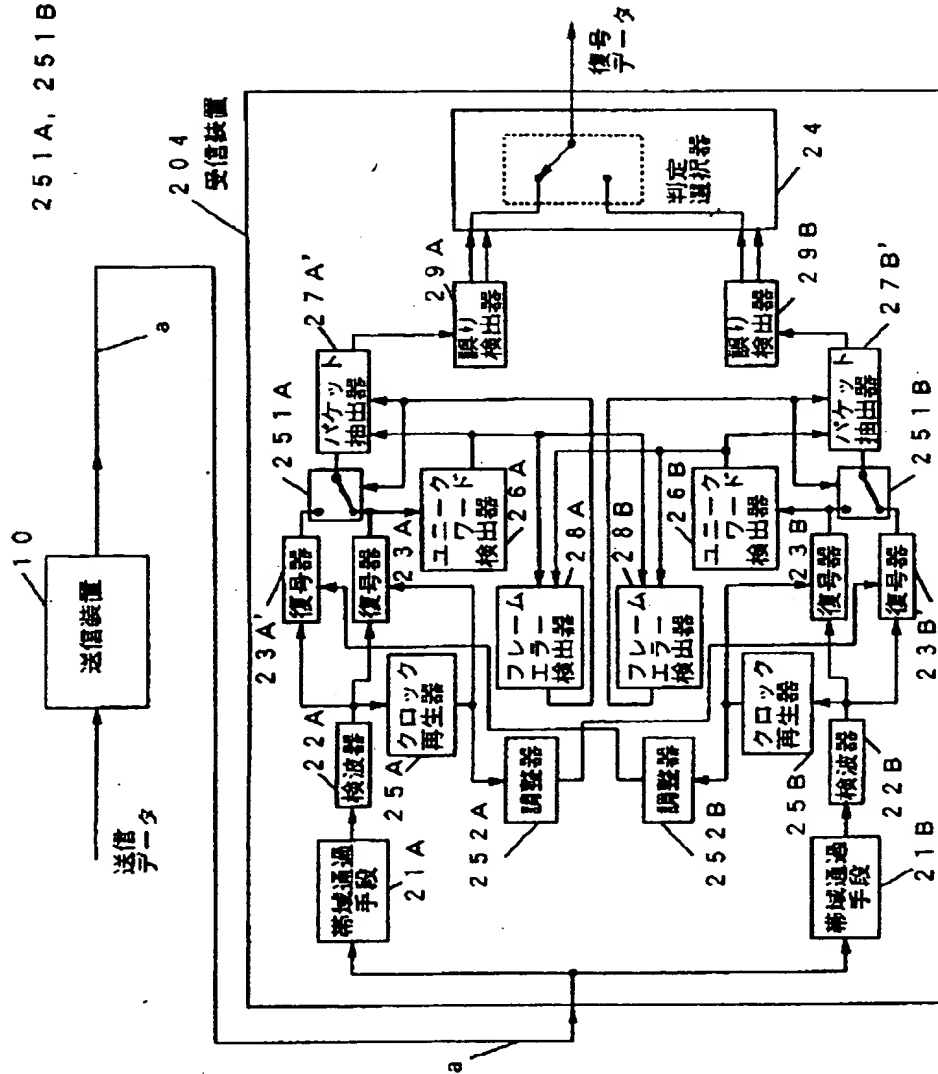 251A, 251B
送信
データ
10
送信装置
a
204
受信装置
a
帯域通過
手段
21A
検波器
22A
クロック
再生器
25A
復号器
23A'
復号器
23A
251A
パケット
抽出器
27A'
ユニーク
ワード
検出器
26A
フレーム
エラー
検出器
28A
調整器
252A
誤り
検出器
29A
判定
選択器
24
復号
データ
調整器
252B
フレーム
エラー
検出器
28B
ユニーク
ワード
検出器
26B
誤り
検出器
29B
パケット
抽出器
27B'
251B
復号器
23B
復号器
23B'
クロック
再生器
25B
検波器
22B
帯域通過
手段
21B